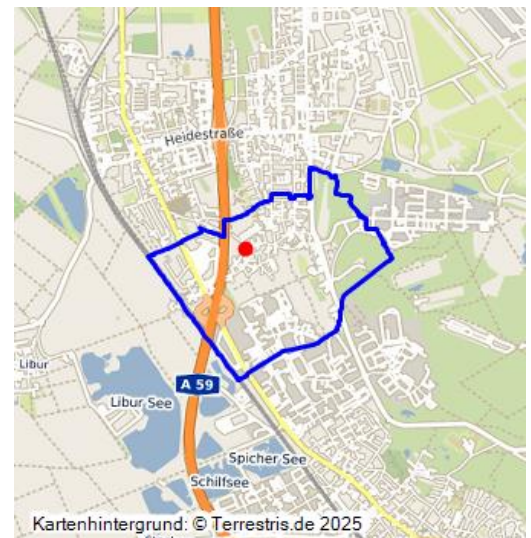 Heidestraße
Libur
A 59
Libur See
Spicher See
Schilfsee
Kartenhintergrund: © Terrestris.de 2025